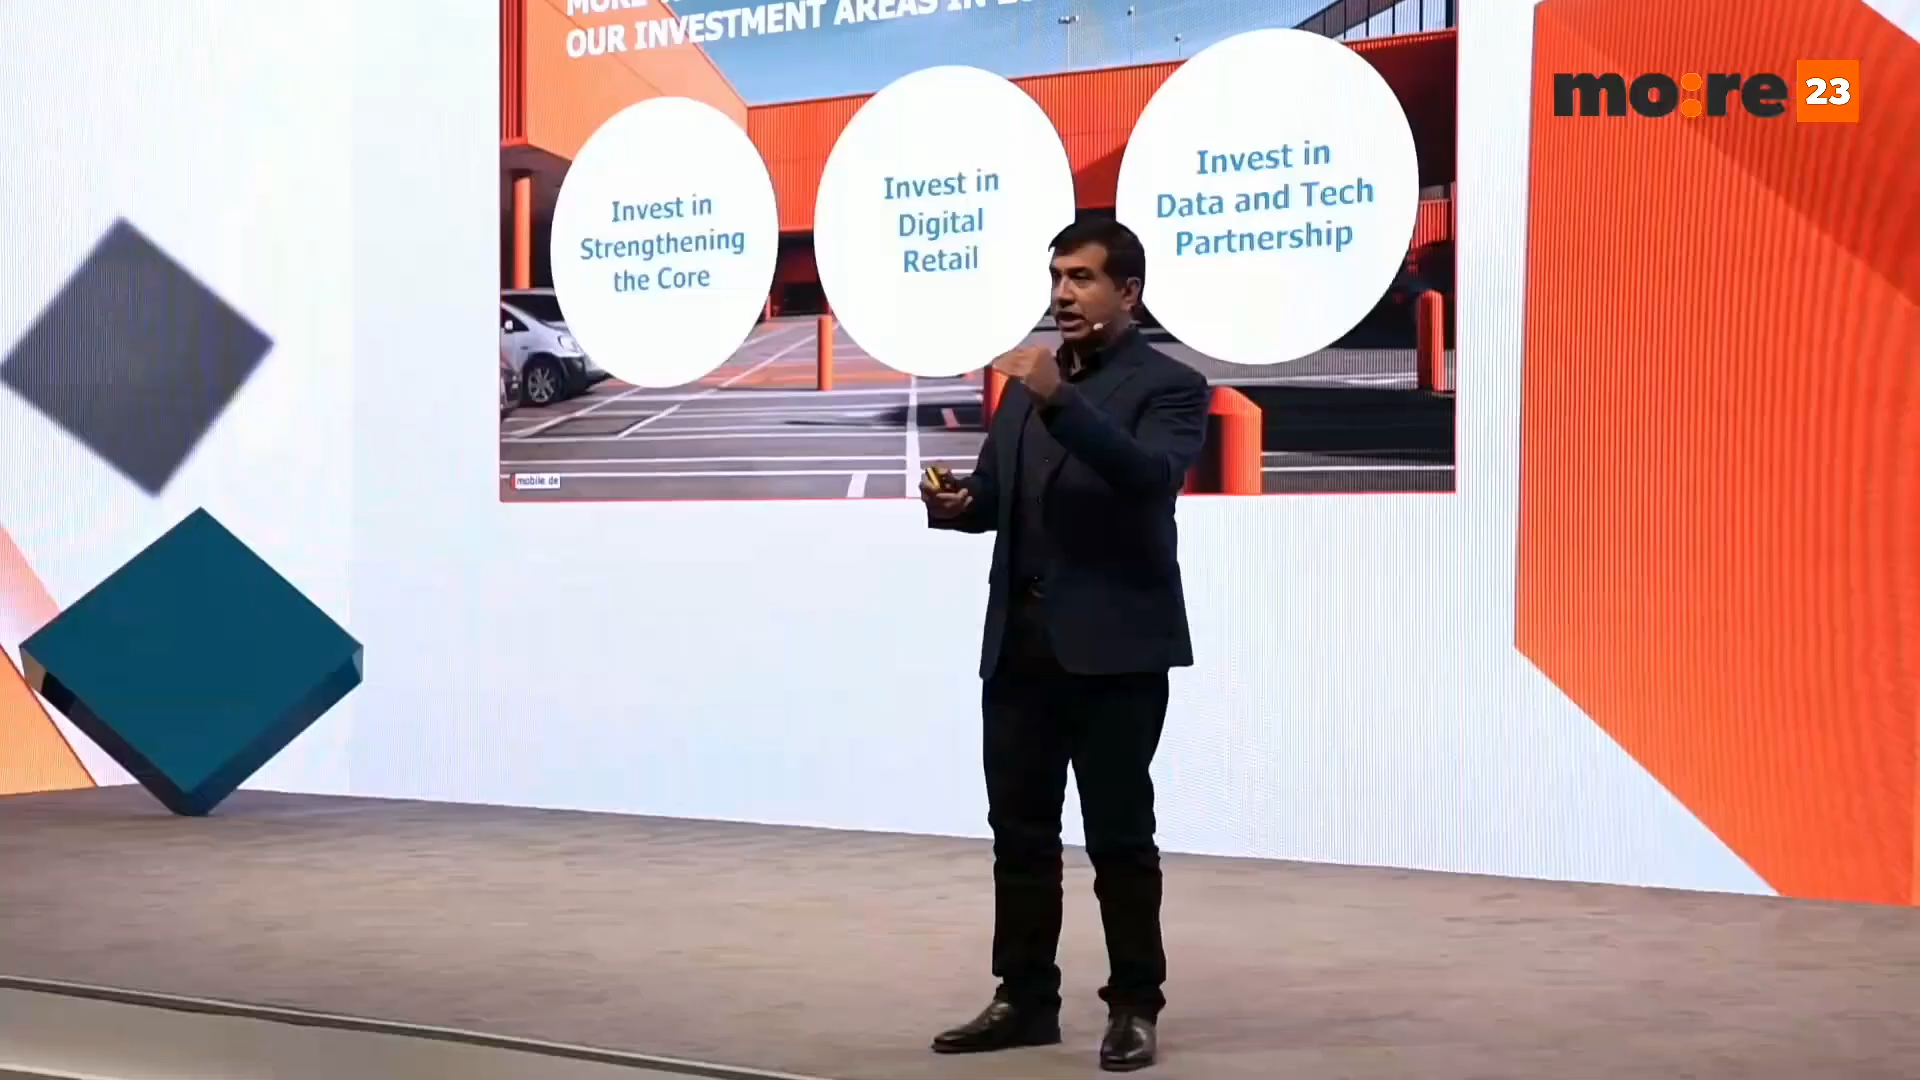 OUR INVESTMENT AREAS IN
mo:re 23
Invest in
Strengthening
the Core
Invest in
Digital
Retail
Invest in
Data and Tech
Partnership
mobile.de